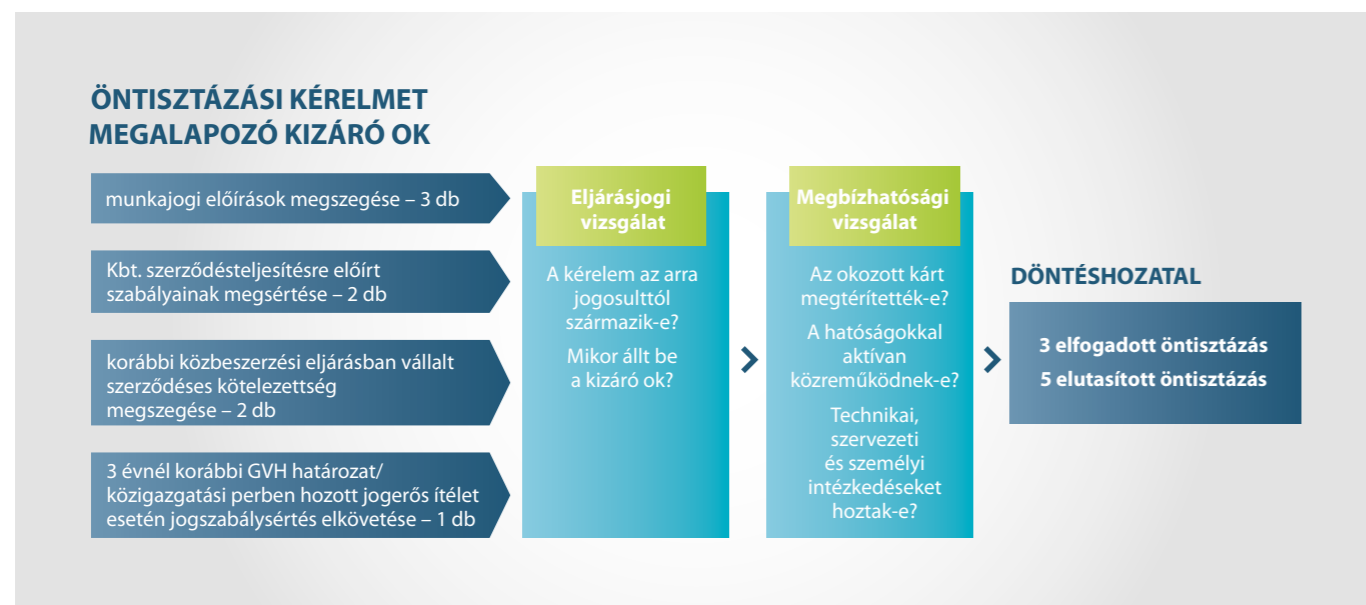 ÖNTISZTÁZÁSI KÉRELMET
MEGALAPOZÓ KIZÁRÓ OK
munkajogi előírások megszegése – 3 db
Kbt. szerződésteljesítésre előírt
szabályainak megsértése – 2 db
korábbi közbeszerzési eljárásban vállalt
szerződéses kötelezettség
megszegése – 2 db
3 évnél korábbi GVH határozat/
közigazgatási perben hozott jogerős ítélet
esetén jogszabálysértés elkövetése – 1 db
Eljárásjogi
vizsgálat
A kérelem az arra
jogosulttól
származik-e?
Mikor állt be
a kizáró ok?
Megbízhatósági
vizsgálat
Az okozott kárt
megtérítették-e?
A hatóságokkal
aktívan
közreműködnek-e?
Technikai,
szervezeti
és személyi
intézkedéseket
hoztak-e?
DÖNTÉSHOZATAL
3 elfogadott öntisztázás
5 elutasított öntisztázás